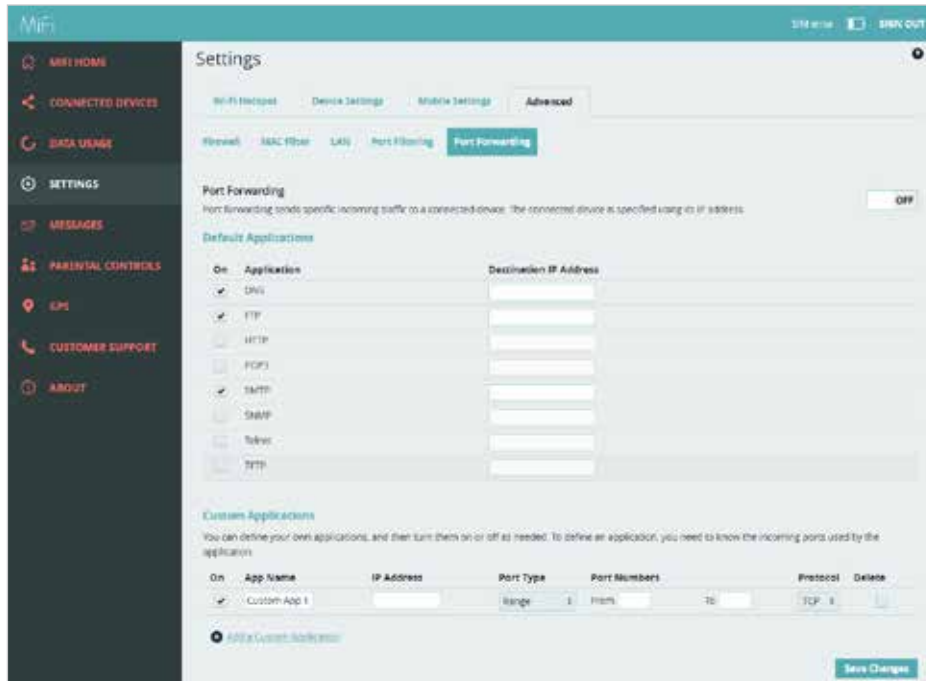 MiFi
SIM error SIGN OUT
MIFI HOME
CONNECTED DEVICES
DATA USAGE
SETTINGS
MESSAGES
PARENTAL CONTROLS
GPS
CUSTOMER SUPPORT
ABOUT
Settings
Wi-Fi Hotspot Device Settings Mobile Settings Advanced
Firewall MAC Filter LAN Port Filtering Port Forwarding
Port Forwarding
OFF
Port forwarding sends specific incoming traffic to a connected device. The connected device is specified using its IP address.
Default Applications
On Application Destination IP Address
DNS
FTP
HTTP
POP3
SMTP
SNMP
Telnet
TFTP
Custom Applications
You can define your own applications, and then turn them on or off as needed. To define an application, you need to know the incoming ports used by the
application.
On App Name IP Address Port Type Port Numbers Protocol Delete
Custom App 1 Range From To TCP
Add a Custom Application
Save Changes